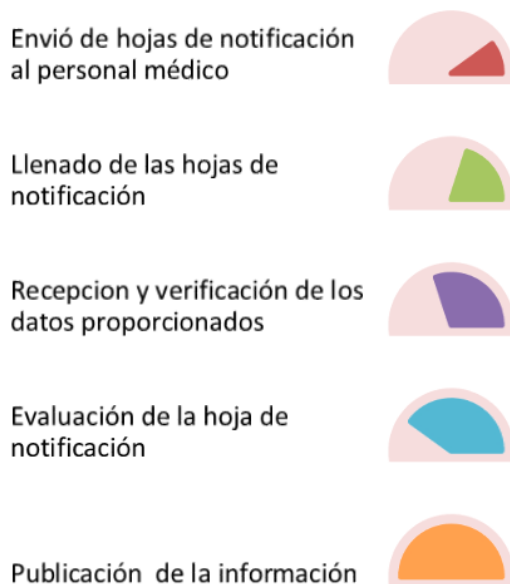 Envió de hojas de notificación
al personal médico
Llenado de las hojas de
notificación
Recepcion y verificación de los
datos proporcionados
Evaluación de la hoja de
notificación
Publicación  de la información